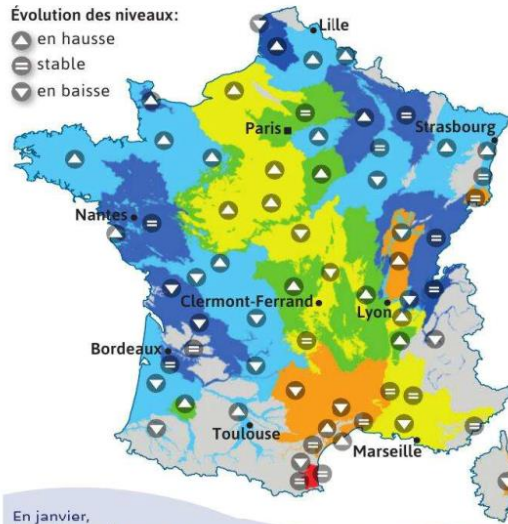 Évolution des niveaux:
en hausse
stable
en baisse
Lille
Paris
Strasbourg
Nantes
Clermont-Ferrand
Lyon
Bordeaux
Toulouse
Marseille
En janvier,